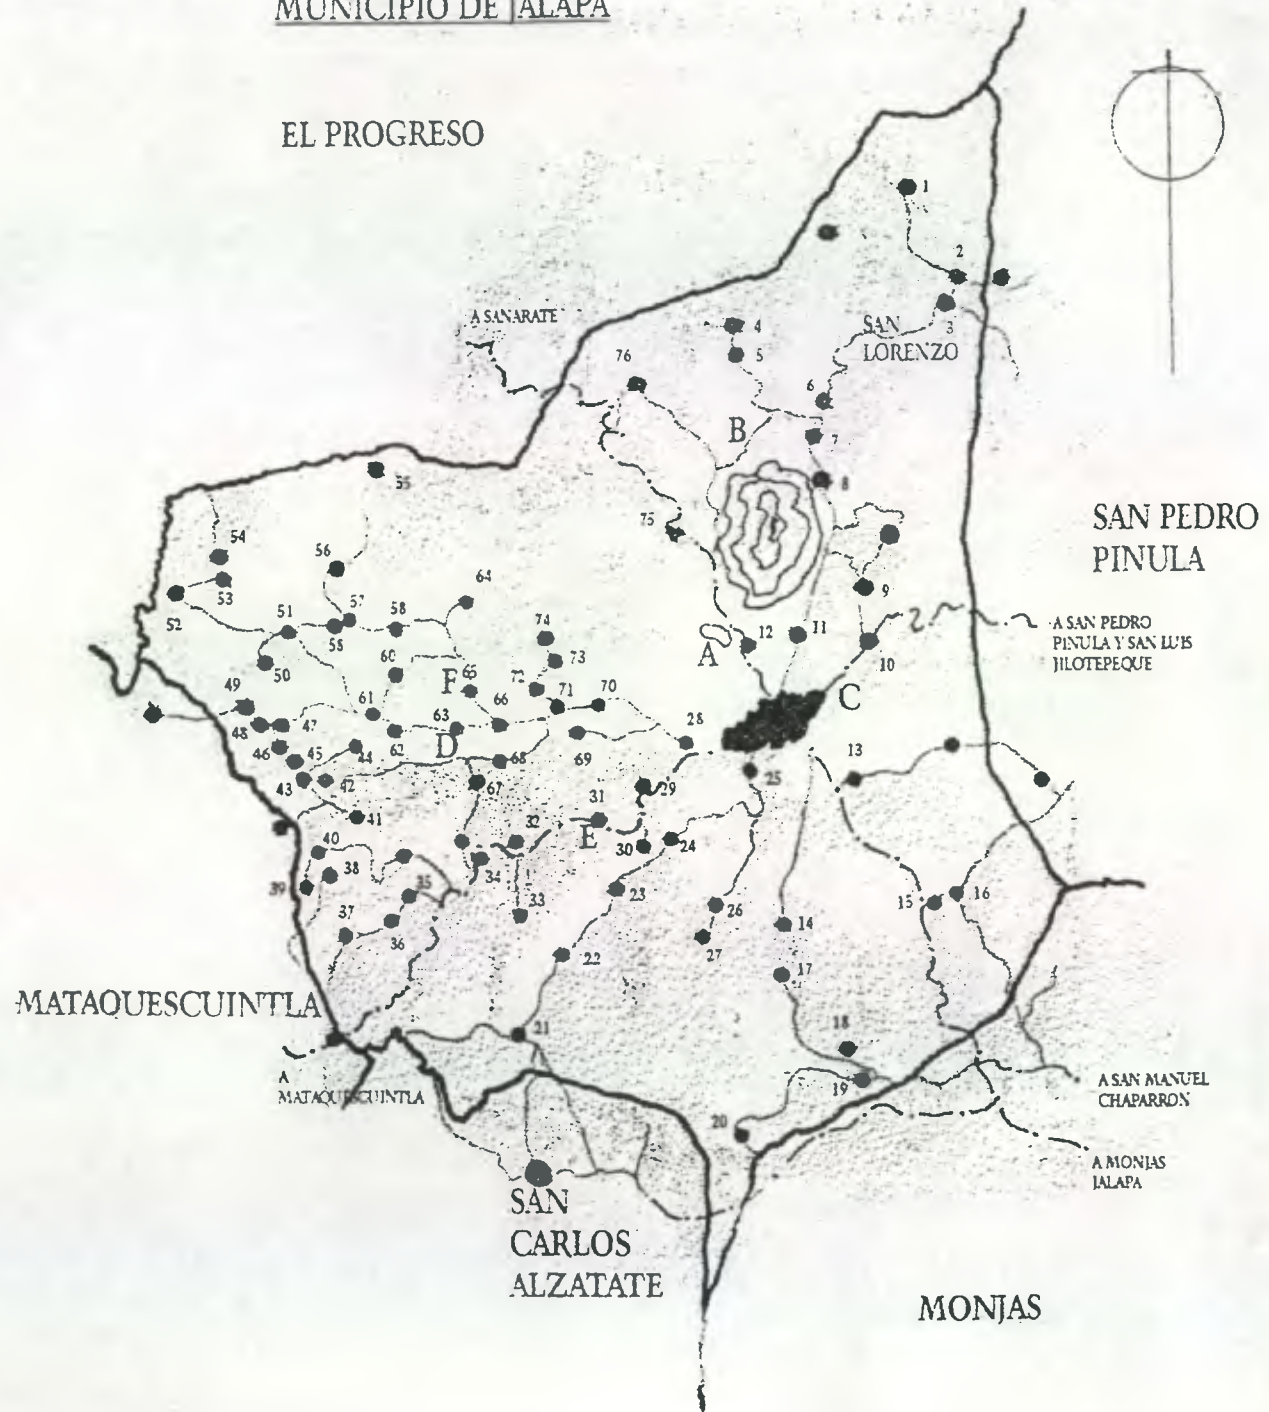 MUNICIPIO DE JALAPA
EL PROGRESO
1
2
3
A SANARATE
SAN
LORENZO
4
5
76
6
7
B
8
55
75
SAN PEDRO
PINULA
54
53
52
56
64
9
51
57
58
58
74
A
12
11
10
A SAN PEDRO
PINULA Y SAN LUIS
JILOTEPEQUE
50
60
F
65
73
72
C
49
61
66
71
70
48
47
62
63
D
69
28
46
45
44
68
13
43
42
67
29
25
41
31
E
40
32
30
24
39
38
34
35
23
15
16
37
33
26
36
14
22
27
17
MATAQUESCUINTLA
21
18
A
MATAQUESCUINTLA
19
A SAN MANUEL
CHAPARRON
20
A MONJAS
JALAPA
SAN
CARLOS
ALZATATE
MONJAS